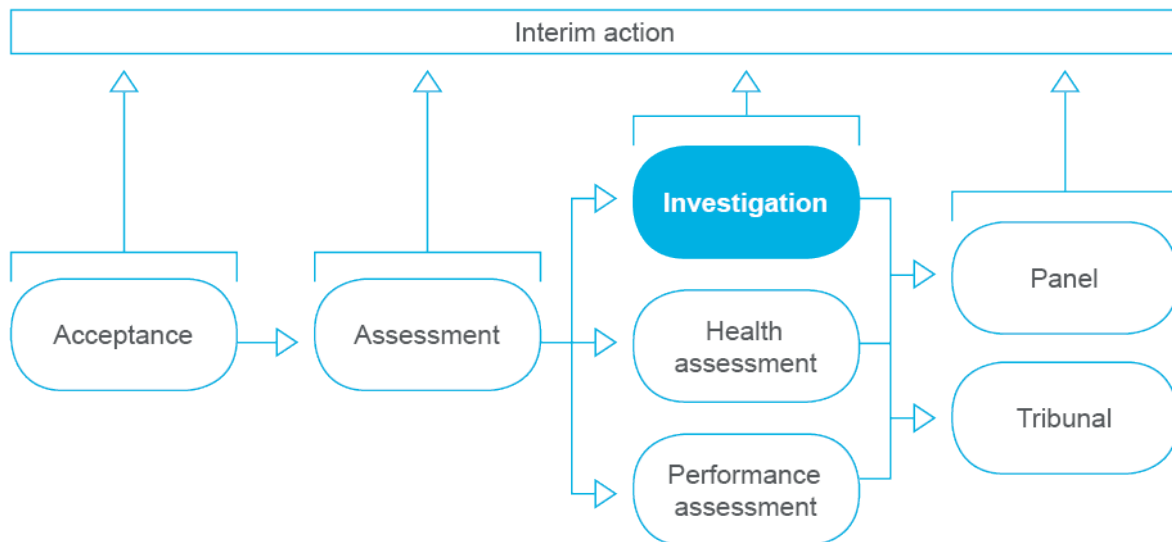 Interim action
Acceptance
Assessment
Investigation
Health
assessment
Performance
assessment
Panel
Tribunal